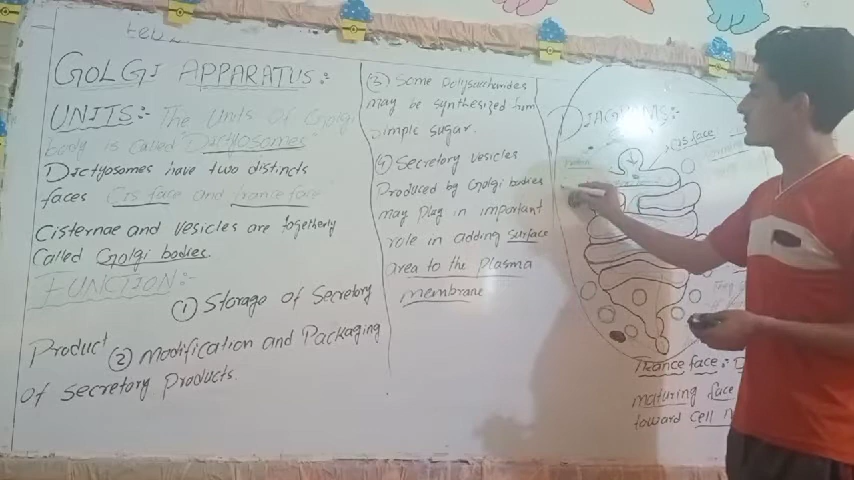 GOLGI APPARATUS:-
UNITS:- The Units of Golgi
body is called "Dictyosomes"
Dictyosomes have two distincts
faces Cis face and trance face
Cisternae and vesicles are togetherly
Called Golgi bodies.
FUNCTION:-
① Storage of Secretory
Product ② Modification and Packaging
of Secretory Products.
③ Some Polysaccharides
may be synthesized from
Simple Sugar.
④ Secretory vesicles
Produced by Golgi bodies
may Play in important
role in adding surface
area to the Plasma
membrane
DIAGRAMS:-
Cis face
Trance face:-
maturing face
toward cell